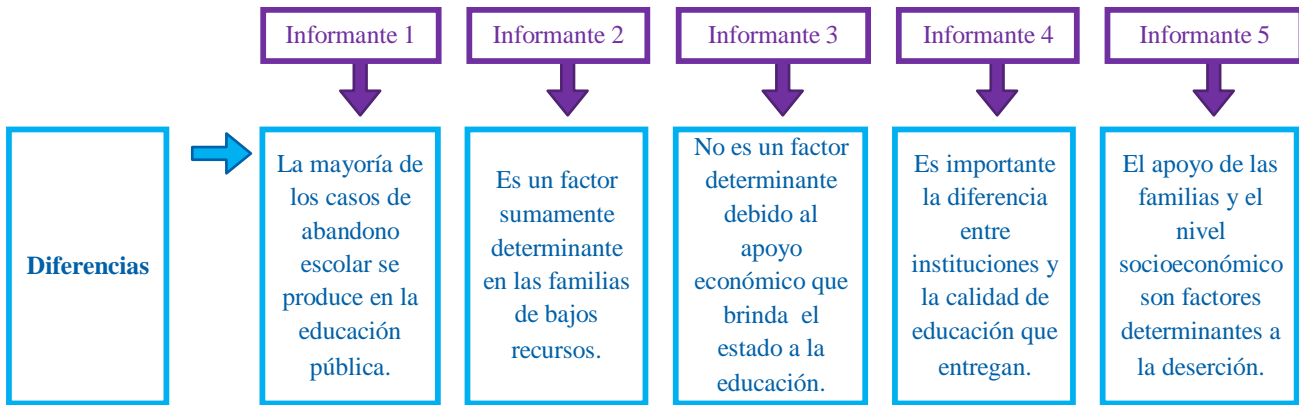 Informante 1
Informante 2
Informante 3
Informante 4
Informante 5
Diferencias
La mayoría de
los casos de
abandono
escolar se
produce en la
educación
pública.
Es un factor
sumamente
determinante
en las familias
de bajos
recursos.
No es un factor
determinante
debido al
apoyo
económico que
brinda el
estado a la
educación.
Es importante
la diferencia
entre
instituciones y
la calidad de
educación que
entregan.
El apoyo de las
familias y el
nivel
socioeconómico
son factores
determinantes a
la deserción.